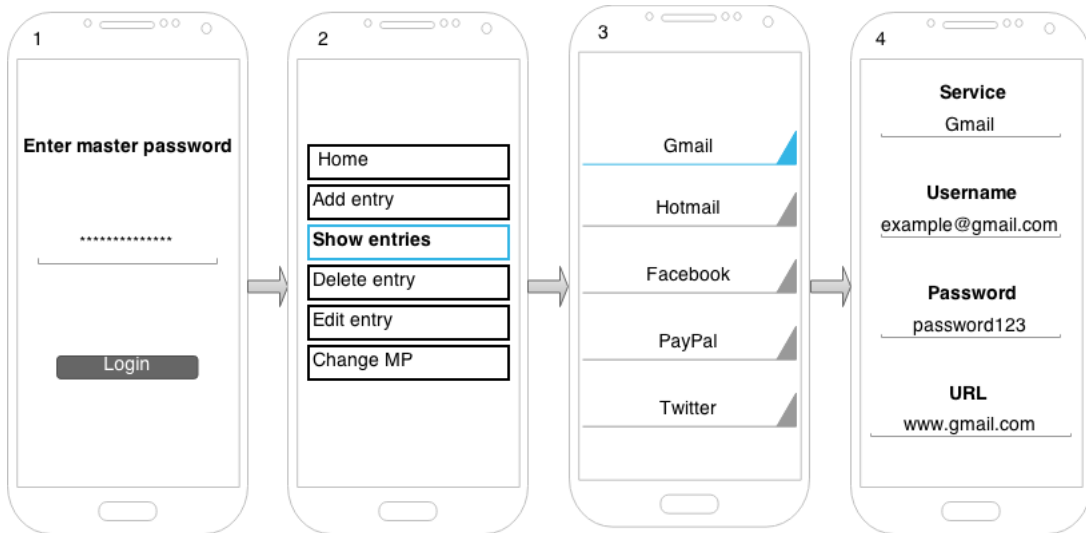 1
Enter master password
**************
Login
2
Home
Add entry
Show entries
Delete entry
Edit entry
Change MP
3
Gmail
Hotmail
Facebook
PayPal
Twitter
4
Service
Gmail
Username
example@gmail.com
Password
password123
URL
www.gmail.com